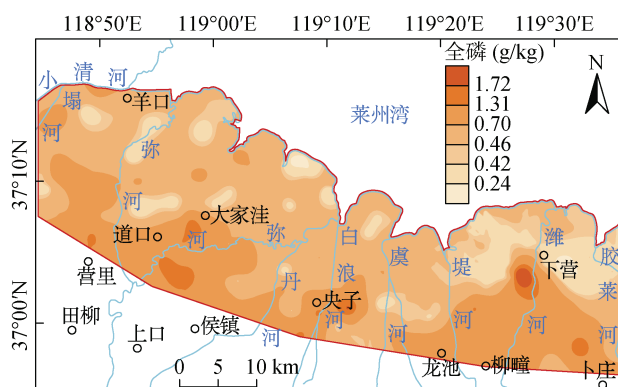 118°50′E 119°00′E 119°10′E 119°20′E 119°30′E
全磷 (g/kg)
1.72
1.31
0.70
0.46
0.42
0.24
N
莱州湾
37°10′N
37°00′N
小清河
塌河
羊口
弥河
大家洼
道口
弥河
营里
田柳
上口
侯镇
丹河
白浪河
央子
虞河
堤河
潍河
下营
胶莱河
龙池
柳疃
卜庄
0 5 10 km